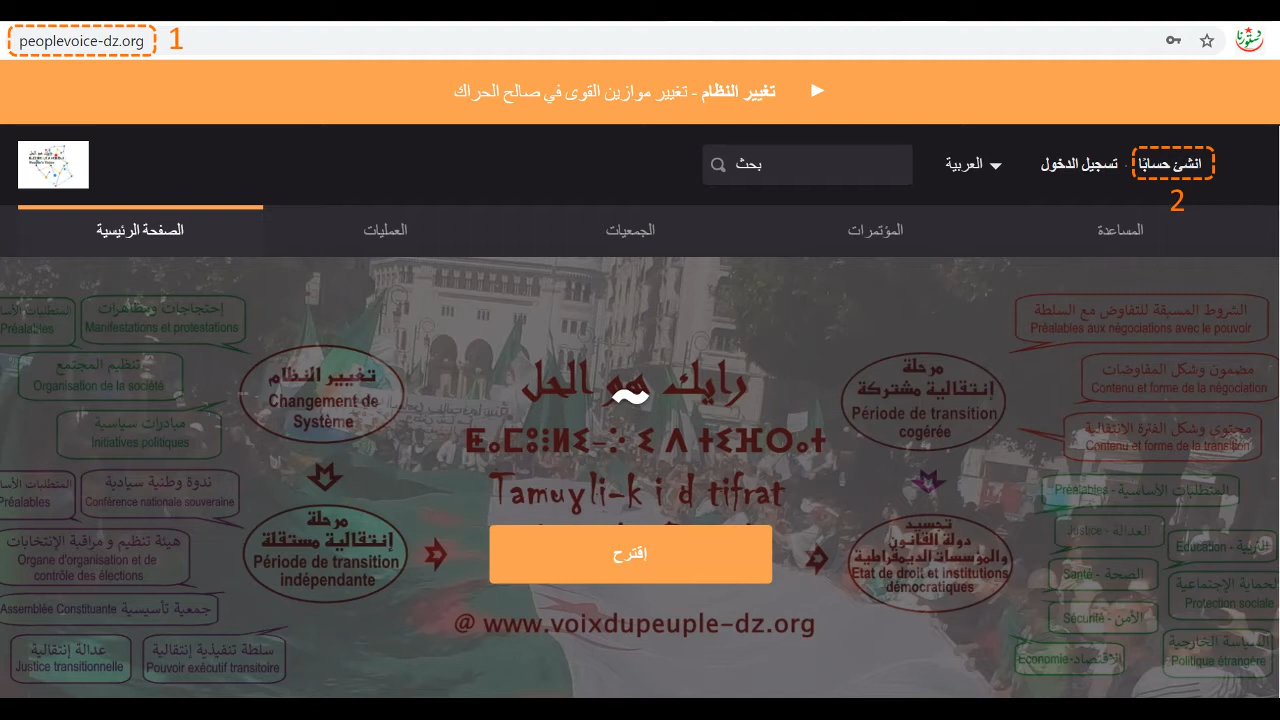 peoplevoice-dz.org
1
دستورنا
تغيير النظام - تغيير موازين القوى في صالح الحراك
انشئ حسابًا · تسجيل الدخول
العربية
بحث
2
الصفحة الرئيسية
العمليات
الجمعيات
المؤتمرات
المساعدة
إحتجاجات ومظاهرات
Manifestations et protestations
Préalables
تنظيم المجتمع
Organisation de la société
مبادرات سياسية
Initiatives politiques
ندوة وطنية سيادية
Conférence nationale souveraine
Préalables
هيئة تنظيم و مراقبة الإنتخابات
Organe d'organisation et de
contrôle des élections
Assemblée Constituante جمعية تأسيسية
عدالة إنتقالية
Justice transitionnelle
سلطة تنفيذية إنتقالية
Pouvoir exécutif transitoire
تغيير النظام
Changement de
Système
مرحلة
إنتقالية مستقلة
Période de transition
indépendante
رايك هو الحل
ⴻⴰⵎⵓⵖⵍⵉ-ⴽ ⵉ ⴷ ⵜⵉⴼⵔⴰⵜ
Tamuɣli-k i d tifrat
إقترح
@ www.voixdupeuple-dz.org
مرحلة
إنتقالية مشتركة
Période de transition
cogérée
تجسيد
دولة القانون
والمؤسسات الديمقراطية
Etat de droit et institutions
démocratiques
الشروط المسبقة للتفاوض مع السلطة
Préalables aux négociations avec le pouvoir
مضمون وشكل المفاوضات
Contenu et forme de la négociation
محتوى وشكل الفترة الإنتقالية
Contenu et forme de la transition
Préalables - المتطلبات الأساسية
Justice - العدالة
Education - التربية
Santé - الصحة
الحماية الإجتماعية
Protection sociale
Sécurité - الأمن
السياسة الخارجية
Politique étrangère
Economie - الاقتصاد